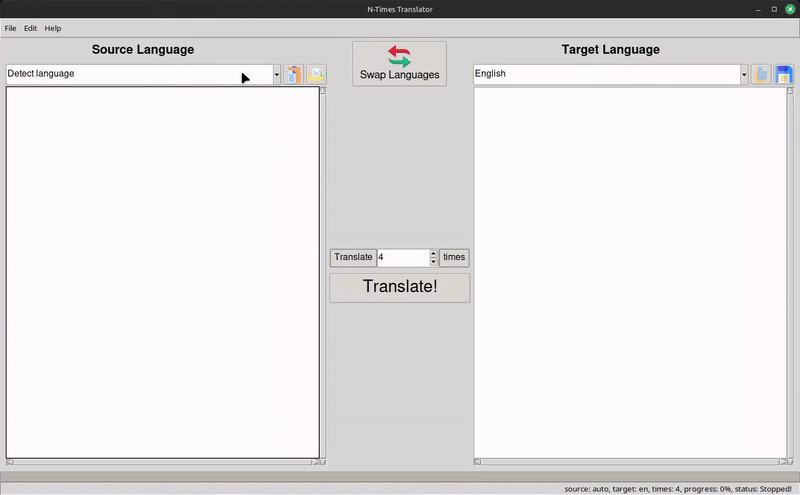 N-Times Translator
File Edit Help
Source Language
Swap Languages
Target Language
Detect language
English
Translate 4 times
Translate!
source: auto, target: en, times: 4, progress: 0%, status: Stopped!